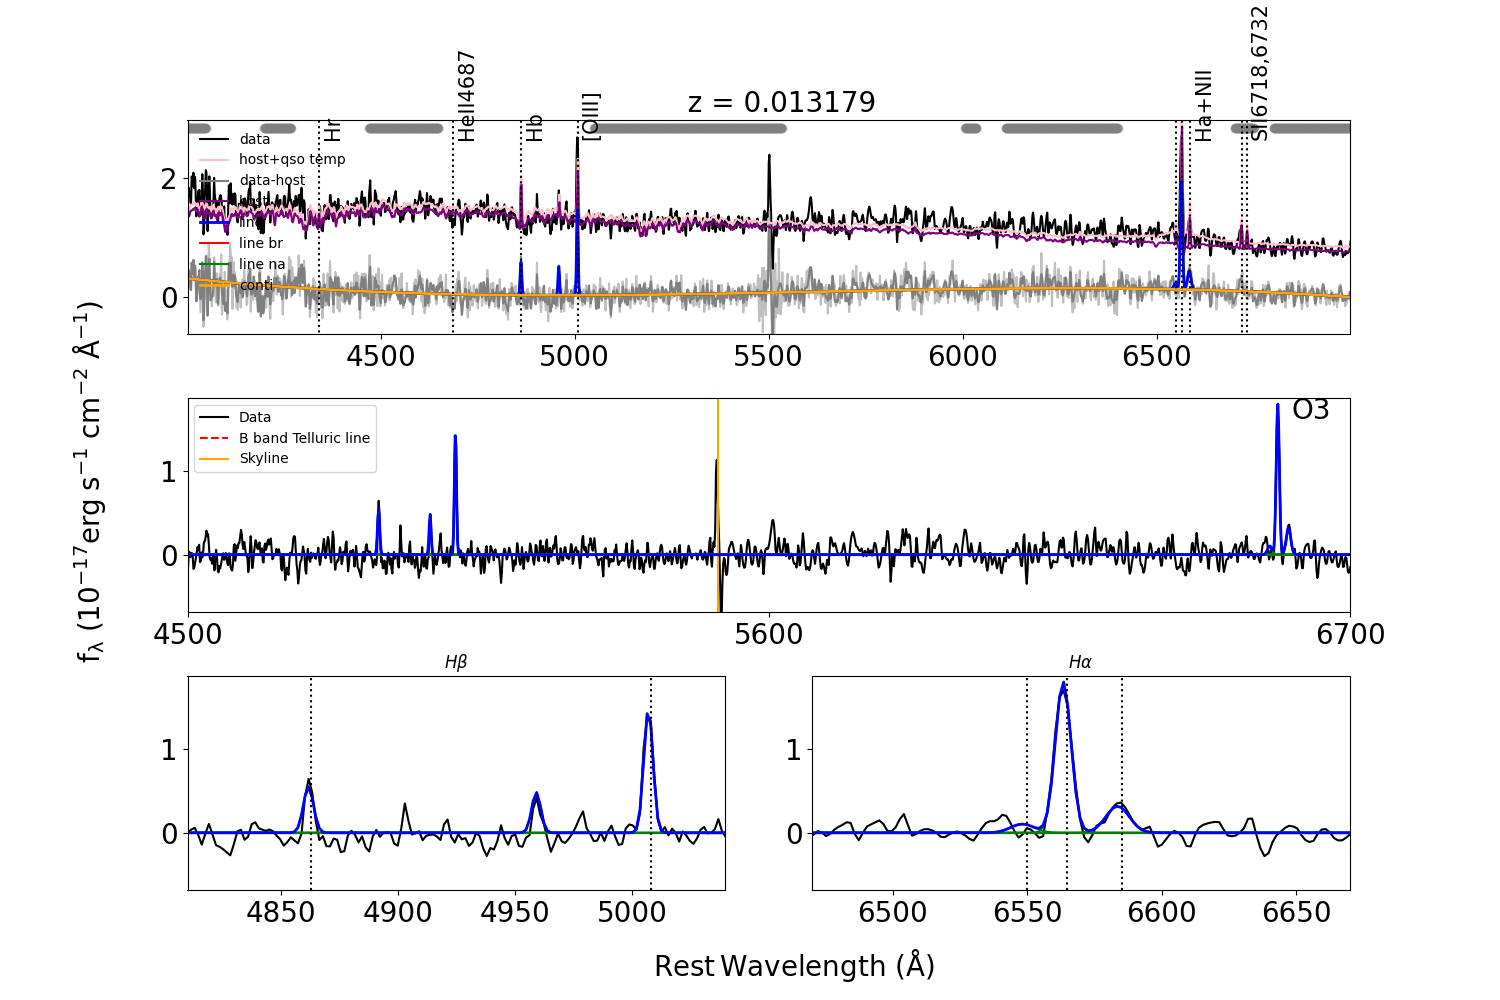 z = 0.013179
Hr
HeII4687
Hb
[OIII]
Ha+NII
SII6718,6732
data
host+qso temp
data-host
host
line
line br
line na
conti
2
0
4500 5000 5500 6000 6500
fλ (10⁻¹⁷erg s⁻¹ cm⁻² Å⁻¹)
Data
B band Telluric line
Skyline
O3
1
0
4500 5600 6700
Hβ
1
0
4850 4900 4950 5000
Hα
1
0
6500 6550 6600 6650
Rest Wavelength (Å)